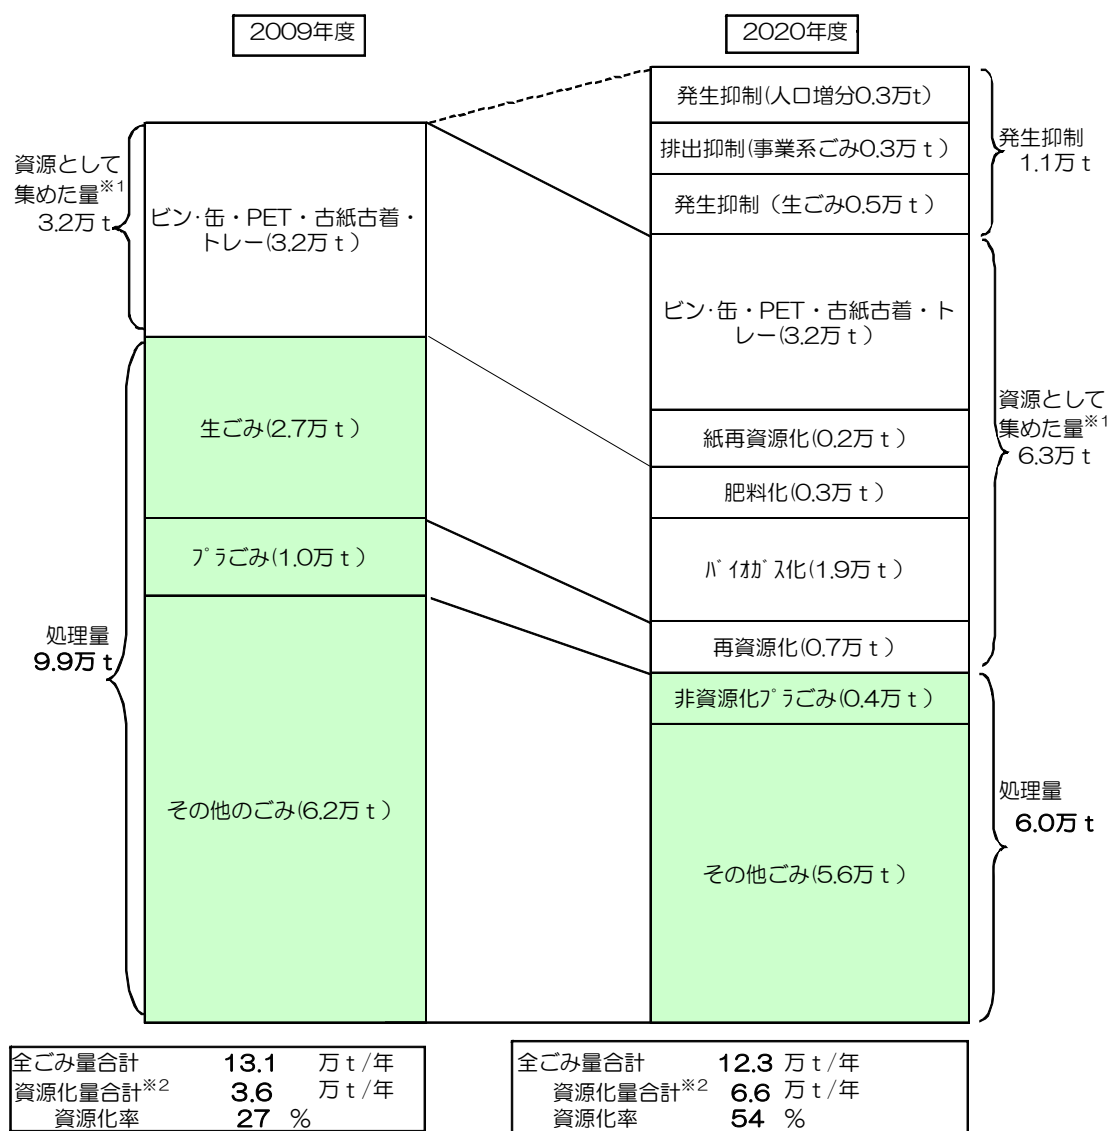 2009年度
2020年度
資源として
集めた量※1
3.2万t
ビン･缶・PET・古紙古着・
トレー(3.2万t)
生ごみ(2.7万t)
ﾌﾟﾗごみ(1.0万t)
処理量
9.9万t
その他のごみ(6.2万t)
発生抑制(人口増分0.3万t)
排出抑制(事業系ごみ0.3万t)
発生抑制（生ごみ0.5万t）
発生抑制
1.1万t
ビン･缶・PET・古紙古着・ト
レー(3.2万t)
紙再資源化(0.2万t)
肥料化(0.3万t)
ﾊﾞｲｵｶﾞｽ化(1.9万t)
再資源化(0.7万t)
資源として
集めた量※1
6.3万t
非資源化ﾌﾟﾗごみ(0.4万t)
その他ごみ(5.6万t)
処理量
6.0万t
全ごみ量合計 13.1 万t/年
資源化量合計※2 3.6 万t/年
資源化率 27 %
全ごみ量合計 12.3 万t/年
資源化量合計※2 6.6 万t/年
資源化率 54 %